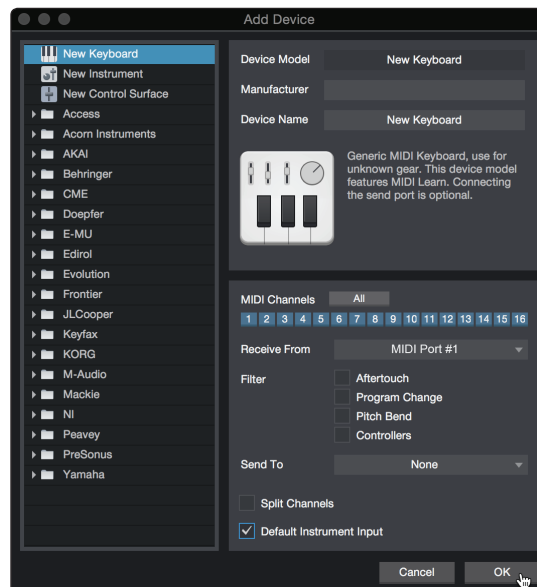 Add Device
New Keyboard
New Instrument
New Control Surface
Access
Acorn Instruments
AKAI
Behringer
CME
Doepfer
E-MU
Edirol
Evolution
Frontier
JLCooper
Keyfax
KORG
M-Audio
Mackie
NI
Peavey
PreSonus
Yamaha
Device Model New Keyboard
Manufacturer
Device Name New Keyboard
Generic MIDI Keyboard, use for
unknown gear. This device model
features MIDI Learn. Connecting
the send port is optional.
MIDI Channels All
1 2 3 4 5 6 7 8 9 10 11 12 13 14 15 16
Receive From MIDI Port #1
Filter Aftertouch
Program Change
Pitch Bend
Controllers
Send To None
Split Channels
Default Instrument Input
Cancel OK